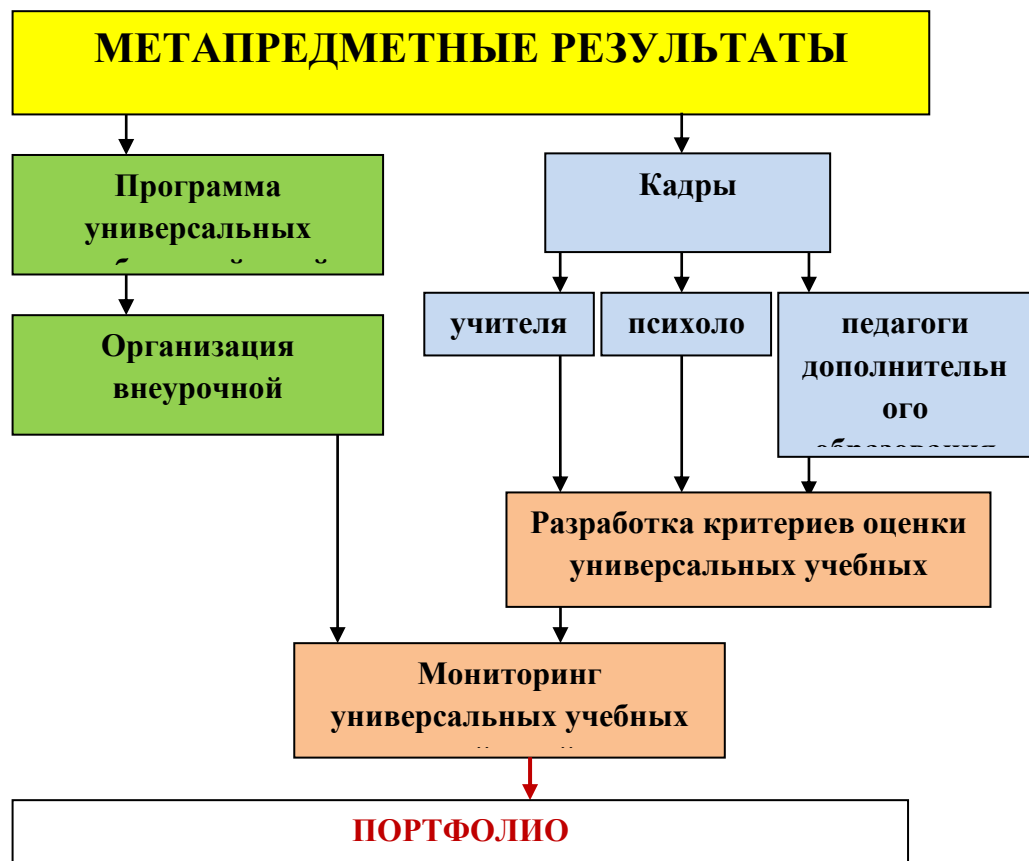 МЕТАПРЕДМЕТНЫЕ РЕЗУЛЬТАТЫ
Программа
универсальных
Кадры
учителя
психоло
педагоги
дополнительн
ого
образования
Организация
внеурочной
Разработка критериев оценки
универсальных учебных
Мониторинг
универсальных учебных
ПОРТФОЛИО